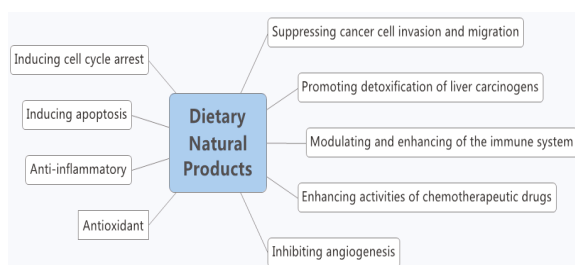 Suppressing cancer cell invasion and migration
Inducing cell cycle arrest
Promoting detoxification of liver carcinogens
Inducing apoptosis
Dietary
Natural
Products
Modulating and enhancing of the immune system
Anti-inflammatory
Enhancing activities of chemotherapeutic drugs
Antioxidant
Inhibiting angiogenesis